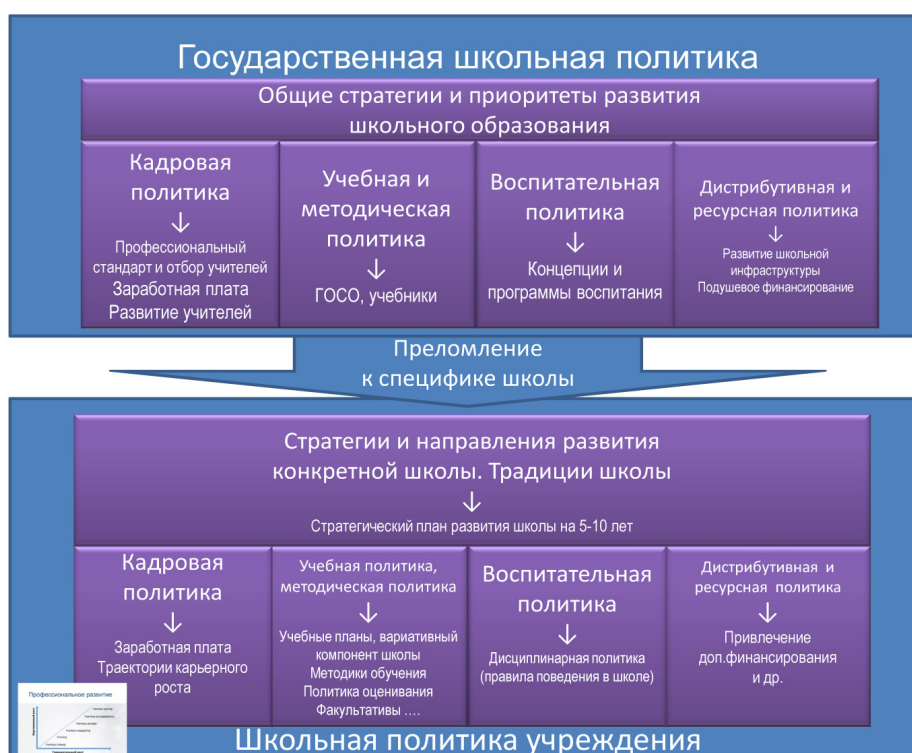 Государственная школьная политика
Общие стратегии и приоритеты развития
школьного образования
Кадровая
политика
↓
Профессиональный
стандарт и отбор учителей
Заработная плата
Развитие учителей
Учебная и
методическая
политика
↓
ГОСО, учебники
Воспитательная
политика
↓
Концепции и
программы воспитания
Дистрибутивная и
ресурсная политика
↓
Развитие школьной
инфраструктуры
Подушевое финансирование
Преломление
к специфике школы
Стратегии и направления развития
конкретной школы. Традиции школы
↓
Стратегический план развития школы на 5-10 лет
Кадровая
политика
↓
Заработная плата
Траектории карьерного
роста
Учебная политика,
методическая политика
↓
Учебные планы, вариативный
компонент школы
Методики обучения
Политика оценивания
Факультативы ….
Воспитательная
политика
↓
Дисциплинарная политика
(правила поведения в школе)
Дистрибутивная и
ресурсная политика
↓
Привлечение
доп.финансирования
и др.
Профессиональное развитие
Школьная политика учреждения